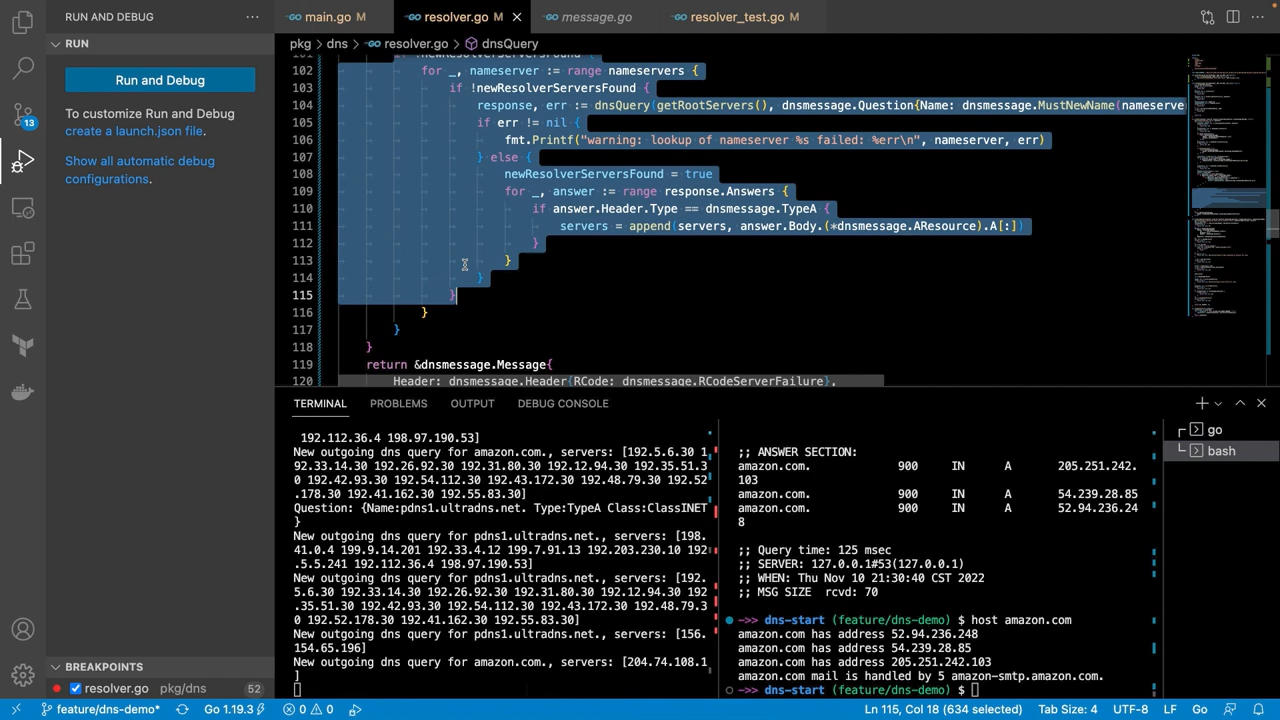 RUN AND DEBUG
main.go M
resolver.go M
message.go
resolver_test.go M
pkg dns resolver.go dnsQuery
RUN
Run and Debug
To customize Run and Debug
create a launch.json file.
Show all automatic debug
configurations.
13
102 for _, nameserver := range nameservers {
103 if !newResolverServersFound {
104 response, err := dnsQuery(getRootServers(), dnsmessage.Question{Name: dnsmessage.MustNewName(nameserve
105 if err != nil {
106 fmt.Printf("warning: lookup of nameserver %s failed: %err\n", nameserver, err)
107 } else {
108 newResolverServersFound = true
109 for _, answer := range response.Answers {
110 if answer.Header.Type == dnsmessage.TypeA {
111 servers = append(servers, answer.Body.(*dnsmessage.AResource).A[:])
112 }
113 }
114 }
115 }
116 }
117 }
118 }
119 return &dnsmessage.Message{
120 Header: dnsmessage.Header{RCode: dnsmessage.RCodeServerFailure},
TERMINAL PROBLEMS OUTPUT DEBUG CONSOLE
192.112.36.4 198.97.190.53]
New outgoing dns query for amazon.com., servers: [192.5.6.30 1
92.33.14.30 192.26.92.30 192.31.80.30 192.12.94.30 192.35.51.3
0 192.42.93.30 192.54.112.30 192.43.172.30 192.48.79.30 192.52
.178.30 192.41.162.30 192.55.83.30]
Question: {Name:pdns1.ultradns.net. Type:TypeA Class:ClassINET
}
New outgoing dns query for pdns1.ultradns.net., servers: [198.
41.0.4 199.9.14.201 192.33.4.12 199.7.91.13 192.203.230.10 192
.5.5.241 192.112.36.4 198.97.190.53]
New outgoing dns query for pdns1.ultradns.net., servers: [192.
5.6.30 192.33.14.30 192.26.92.30 192.31.80.30 192.12.94.30 192
.35.51.30 192.42.93.30 192.54.112.30 192.43.172.30 192.48.79.3
0 192.52.178.30 192.41.162.30 192.55.83.30]
New outgoing dns query for pdns1.ultradns.net., servers: [156.
154.65.196]
New outgoing dns query for amazon.com., servers: [204.74.108.1
]
;; ANSWER SECTION:
amazon.com. 900 IN A 205.251.242.
103
amazon.com. 900 IN A 54.239.28.85
amazon.com. 900 IN A 52.94.236.24
8
;; Query time: 125 msec
;; SERVER: 127.0.0.1#53(127.0.0.1)
;; WHEN: Thu Nov 10 21:30:40 CST 2022
;; MSG SIZE rcvd: 70
->> dns-start (feature/dns-demo) $ host amazon.com
amazon.com has address 52.94.236.248
amazon.com has address 54.239.28.85
amazon.com has address 205.251.242.103
amazon.com mail is handled by 5 amazon-smtp.amazon.com.
->> dns-start (feature/dns-demo) $
go
bash
BREAKPOINTS
resolver.go pkg/dns 52
feature/dns-demo* Go 1.19.3 0 0 Ln 115, Col 18 (634 selected) Tab Size: 4 UTF-8 LF Go